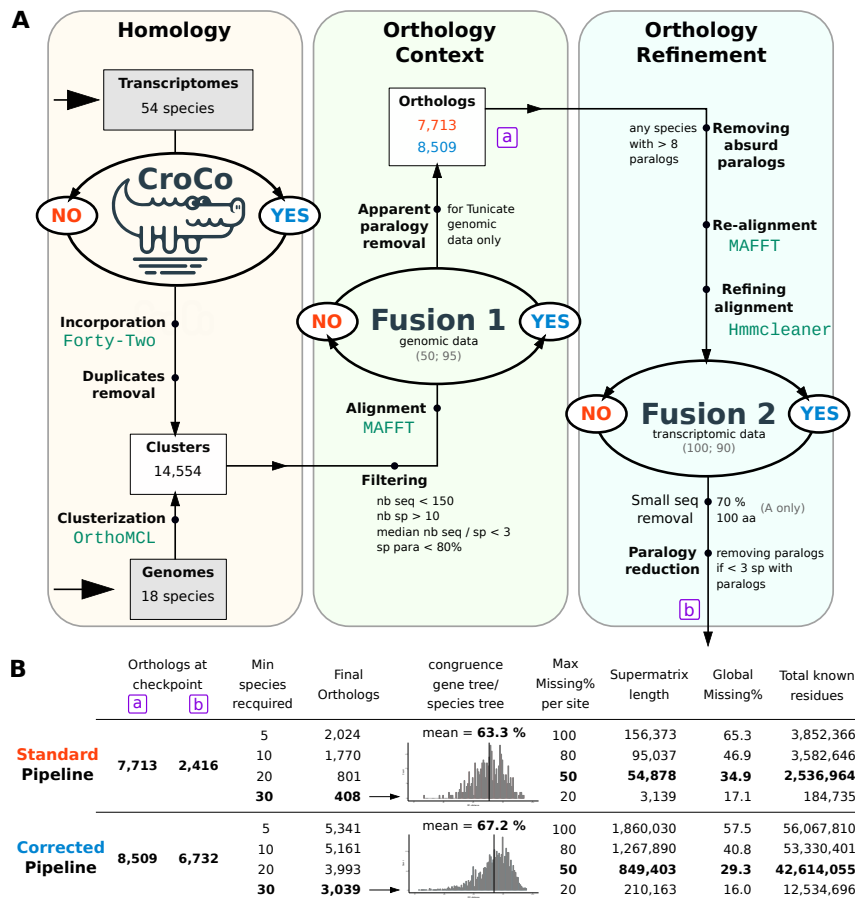 A
Homology
Transcriptomes
54 species
CroCo
NO
YES
Incorporation
Forty-Two
Duplicates
removal
Clusters
14,554
Clusterization
OrthoMCL
Genomes
18 species
Orthology
Context
Orthologs
7,713
8,509
a
Apparent
paralogy
removal
for Tunicate
genomic
data only
NO
Fusion 1
YES
genomic data
(50; 95)
Alignment
MAFFT
Filtering
nb seq < 150
nb sp > 10
median nb seq / sp < 3
sp para < 80%
Orthology
Refinement
any species
with > 8
paralogs
Removing
absurd
paralogs
Re-alignment
MAFFT
Refining
alignment
Hmmcleaner
NO
Fusion 2
YES
transcriptomic data
(100; 90)
Small seq
removal
70 %
100 aa
(A only)
Paralogy
reduction
removing paralogs
if < 3 sp with
paralogs
b
B
Orthologs at
checkpoint
a b
Min
species
recquired
Final
Orthologs
congruence
gene tree/
species tree
Max
Missing%
per site
Supermatrix
length
Global
Missing%
Total known
residues
Standard
Pipeline
7,713 2,416
mean = 63.3 %
5 2,024 100 156,373 65.3 3,852,366
10 1,770 80 95,037 46.9 3,582,646
20 801 50 54,878 34.9 2,536,964
30 408 20 3,139 17.1 184,735
Corrected
Pipeline
8,509 6,732
mean = 67.2 %
5 5,341 100 1,860,030 57.5 56,067,810
10 5,161 80 1,267,890 40.8 53,330,401
20 3,993 50 849,403 29.3 42,614,055
30 3,039 20 210,163 16.0 12,534,696